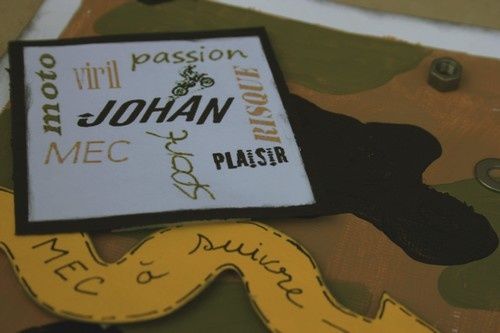 moto
viril
passion
JOHAN
RISQUE
MEC
sport
PLAISIR
MEC à suivre